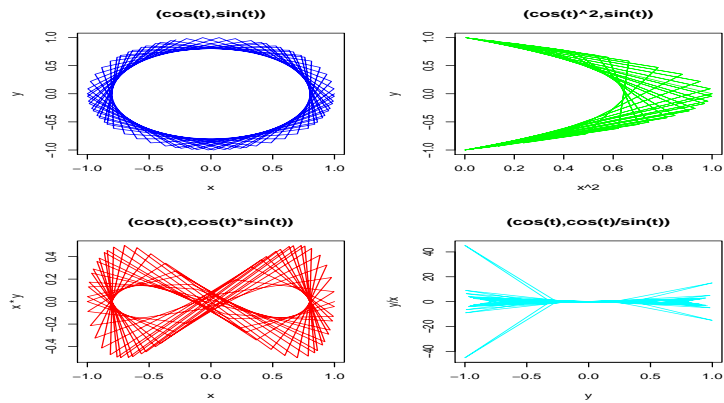 (cos(t),sin(t))
y
1.0
0.5
0.0
−0.5
−1.0
−1.0 −0.5 0.0 0.5 1.0
x
(cos(t)^2,sin(t))
y
1.0
0.5
0.0
−0.5
−1.0
0.0 0.2 0.4 0.6 0.8 1.0
x^2
(cos(t),cos(t)*sin(t))
x*y
0.4
0.2
0.0
−0.4
−1.0 −0.5 0.0 0.5 1.0
x
(cos(t),cos(t)/sin(t))
y/x
40
20
0
−20
−40
−1.0 −0.5 0.0 0.5 1.0
y